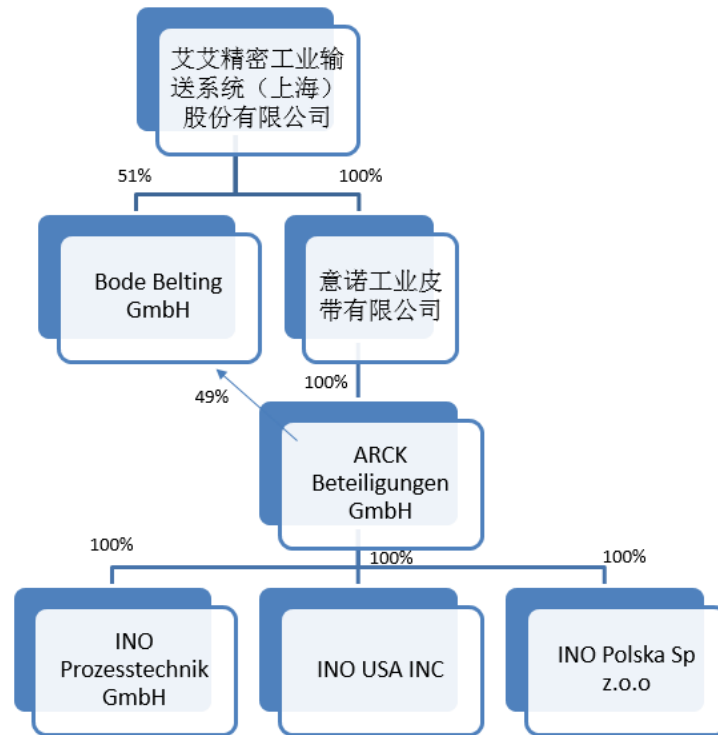 艾艾精密工业输
送系统（上海）
股份有限公司
51%
100%
Bode Belting
GmbH
意诺工业皮
带有限公司
49%
100%
ARCK
Beteiligungen
GmbH
100%
100%
100%
INO
Prozesstechnik
GmbH
INO USA INC
INO Polska Sp
z.o.o